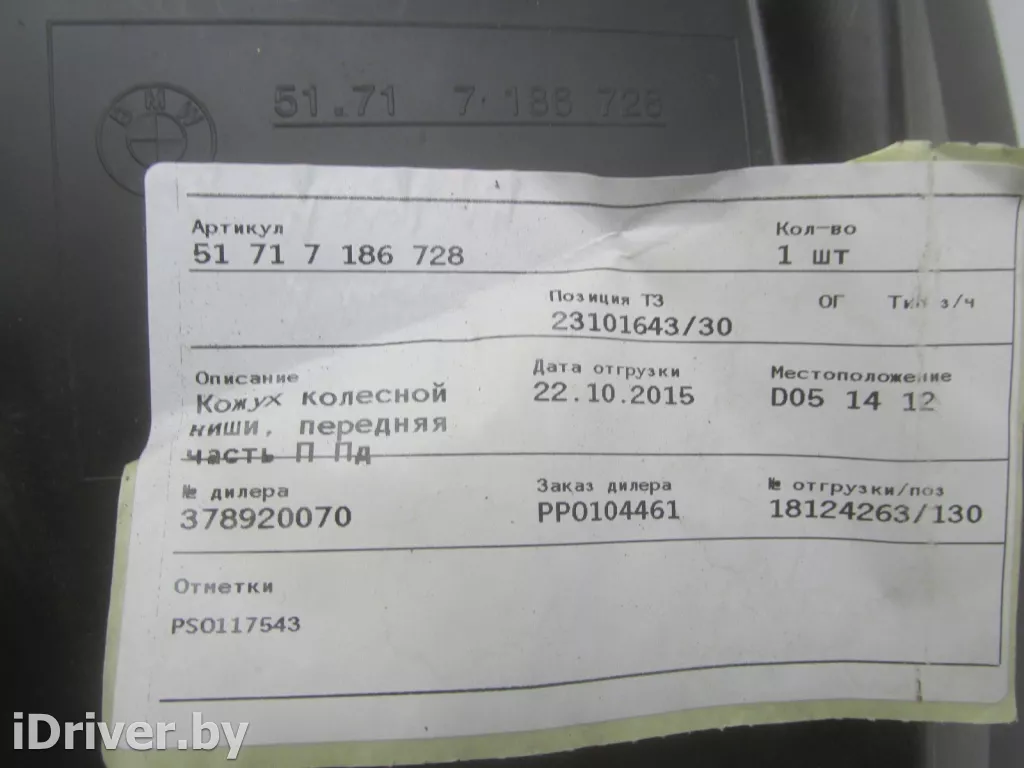 BMW
51.71 7 186 728
Артикул
51 71 7 186 728
Кол-во
1 шт
Позиция ТЗ
23101643/30
ОГ
Тип з/ч
Описание
Кожух колесной
ниши, передняя
часть П Пд
Дата отгрузки
22.10.2015
Местоположение
D05 14 12
№ дилера
378920070
Заказ дилера
PP0104461
№ отгрузки/поз
18124263/130
Отметки
PS0117543
iDriver.by